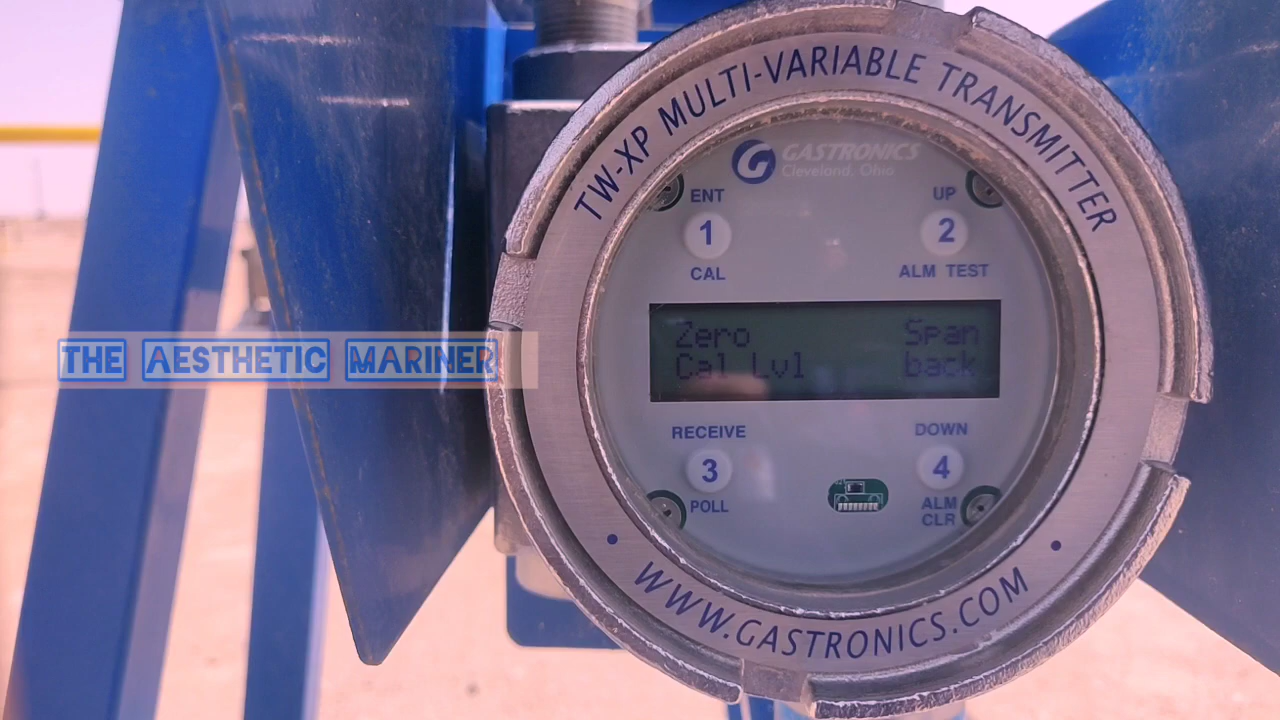 TW-XP MULTI-VARIABLE TRANSMITTER
GASTRONICS
Cleveland, Ohio
ENT
UP
1
2
CAL
ALM TEST
Zero Span
Cal Lvl back
THE AESTHETIC MARINER
RECEIVE
DOWN
3
4
POLL
ALM
CLR
WWW.GASTRONICS.COM